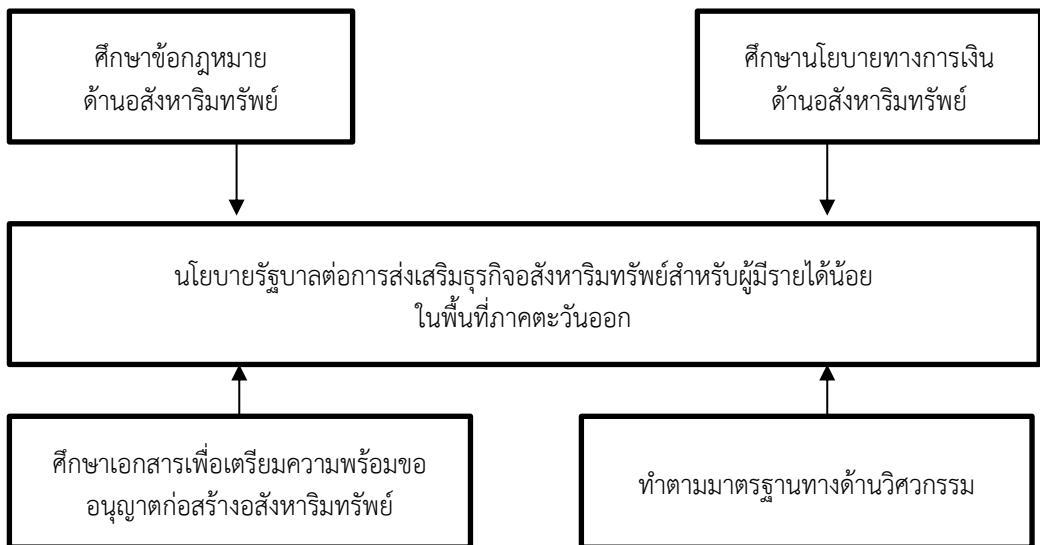 ศึกษาข้อกฎหมาย
ด้านอสังหาริมทรัพย์
ศึกษานโยบายทางการเงิน
ด้านอสังหาริมทรัพย์
นโยบายรัฐบาลต่อการส่งเสริมธุรกิจอสังหาริมทรัพย์สำหรับผู้มีรายได้น้อย
ในพื้นที่ภาคตะวันออก
ศึกษาเอกสารเพื่อเตรียมความพร้อมขอ
อนุญาตก่อสร้างอสังหาริมทรัพย์
ทำตามมาตรฐานทางด้านวิศวกรรม